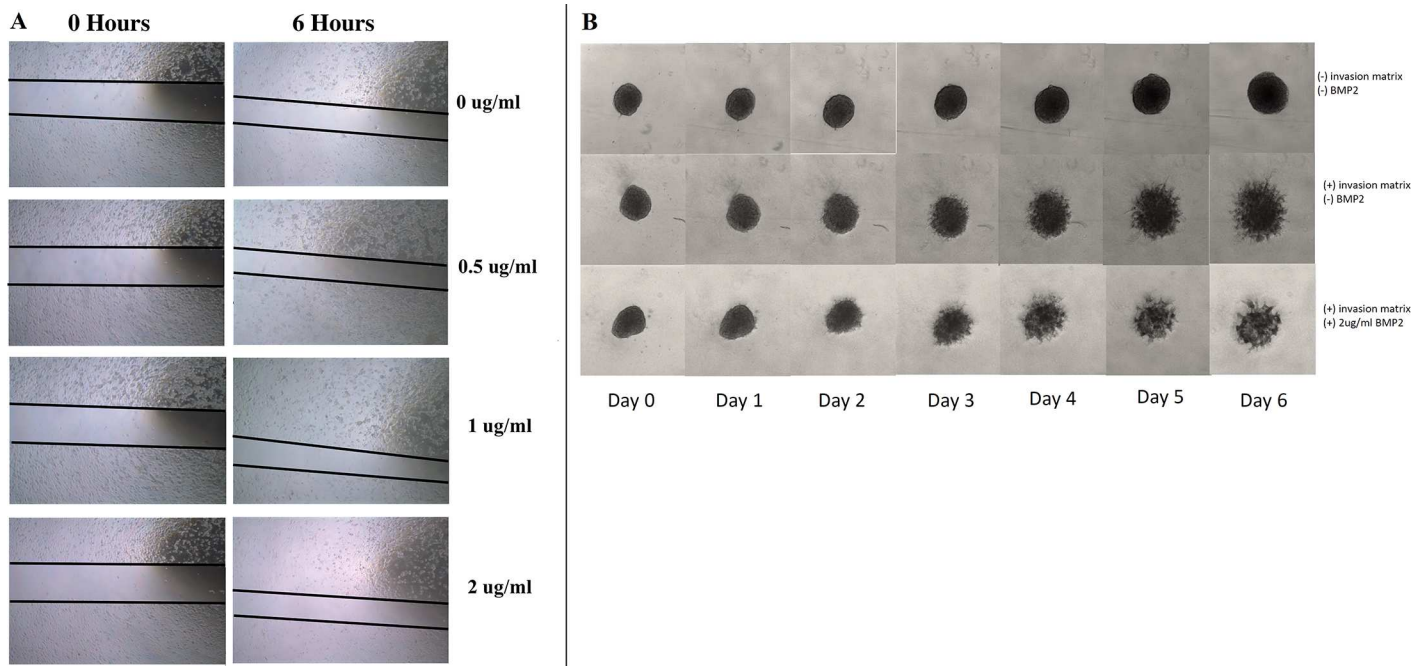 A
0 Hours
6 Hours
0 ug/ml
0.5 ug/ml
1 ug/ml
2 ug/ml
B
(-) invasion matrix
(-) BMP2
(+) invasion matrix
(-) BMP2
(+) invasion matrix
(+) 2ug/ml BMP2
Day 0
Day 1
Day 2
Day 3
Day 4
Day 5
Day 6